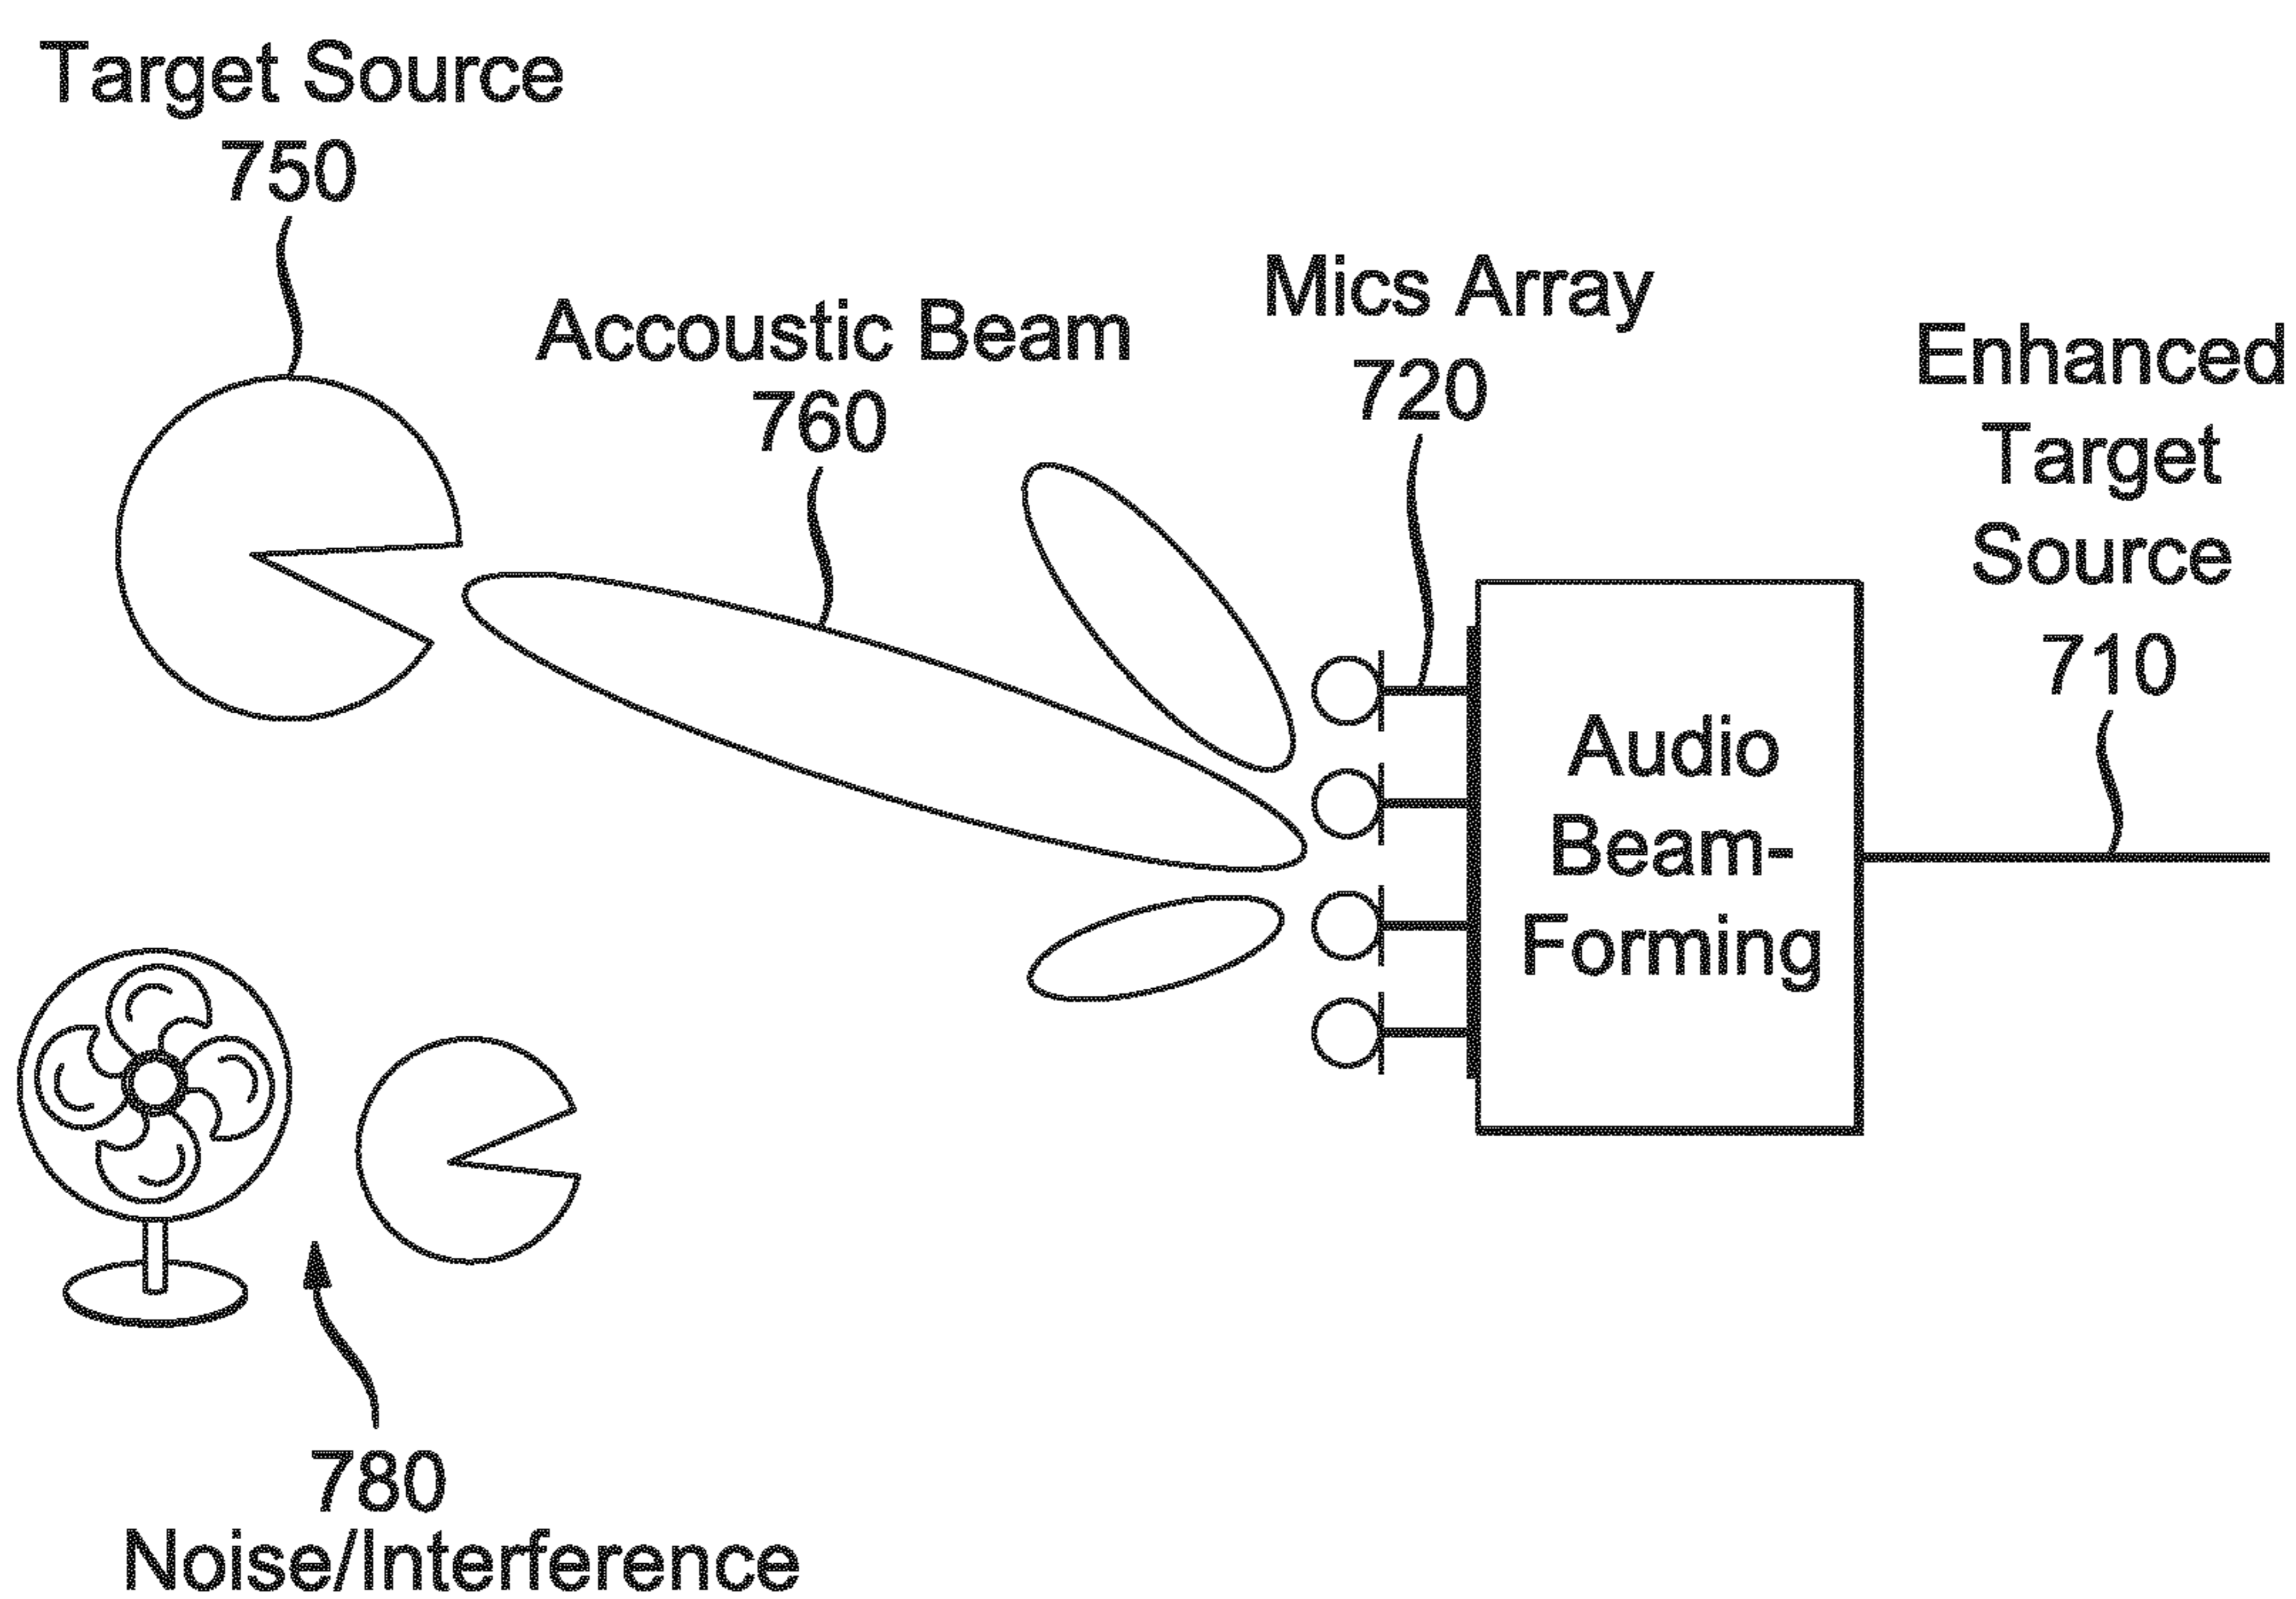 Target Source
750
Accoustic Beam
760
Mics Array
720
Enhanced
Target
Source
710
Audio
Beam-
Forming
780
Noise/Interference